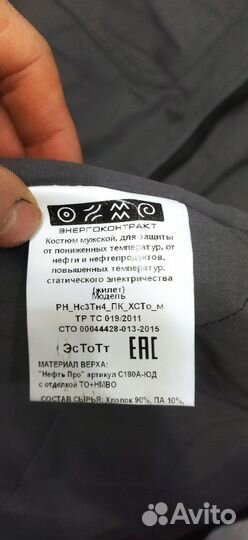 ЭНЕРГОКОНТРАКТ
Костюм мужской, для защиты
от пониженных температур, от
нефти и нефтепродуктов,
повышенных температур,
статического электричества
(жилет)
Модель
РН_Нс3Тн4_ПК_ХСТо_м
ТР ТС 019/2011
СТО 00044428-013-2015
ЭсТоТт EAC
МАТЕРИАЛ ВЕРХА:
"Нефть Про" артикул С180А-ЮД
с отделкой ТО+НМВО
СОСТАВ СЫРЬЯ: Хлопок 90%, ПА 10%,
Avito